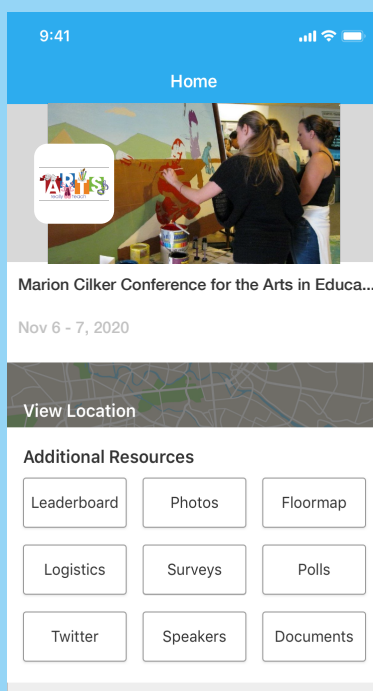 9:41
Home
ARTS
Marion Cilker Conference for the Arts in Educa...
Nov 6 - 7, 2020
View Location
Additional Resources
Leaderboard Photos Floormap
Logistics Surveys Polls
Twitter Speakers Documents